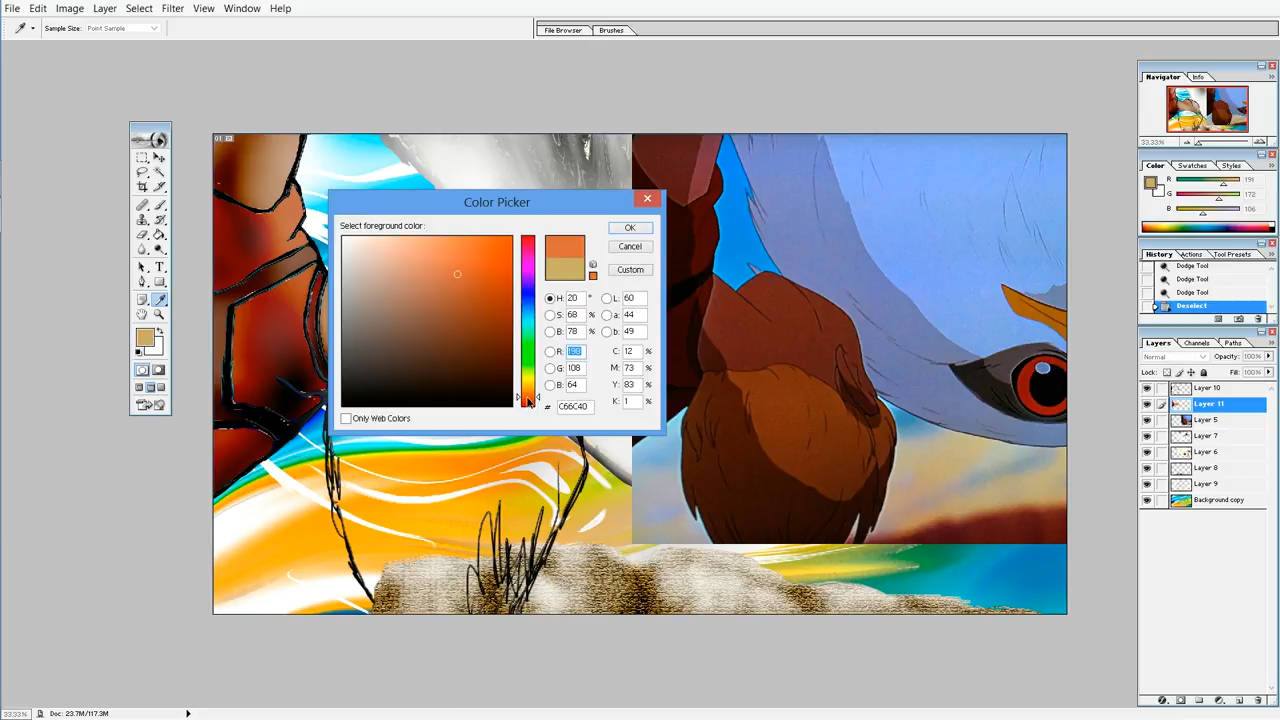 File Edit Image Layer Select Filter View Window Help
Sample Size: Point Sample
File Browser Brushes
Navigator Info
33.33%
Color Swatches Styles
R 191
G 172
B 106
History Actions Tool Presets
Dodge Tool
Dodge Tool
Dodge Tool
Deselect
Layers Channels Paths
Normal Opacity: 100%
Lock: Fill: 100%
Layer 10
Layer 11
Layer 5
Layer 7
Layer 6
Layer 8
Layer 9
Background copy
01
Color Picker
Select foreground color:
OK
Cancel
Custom
H: 20 ° L: 60
S: 68 % a: 44
B: 78 % b: 49
R: 198 C: 12 %
G: 108 M: 73 %
B: 64 Y: 83 %
# C66C40 K: 1 %
Only Web Colors
33.33% Doc: 23.7M/117.3M